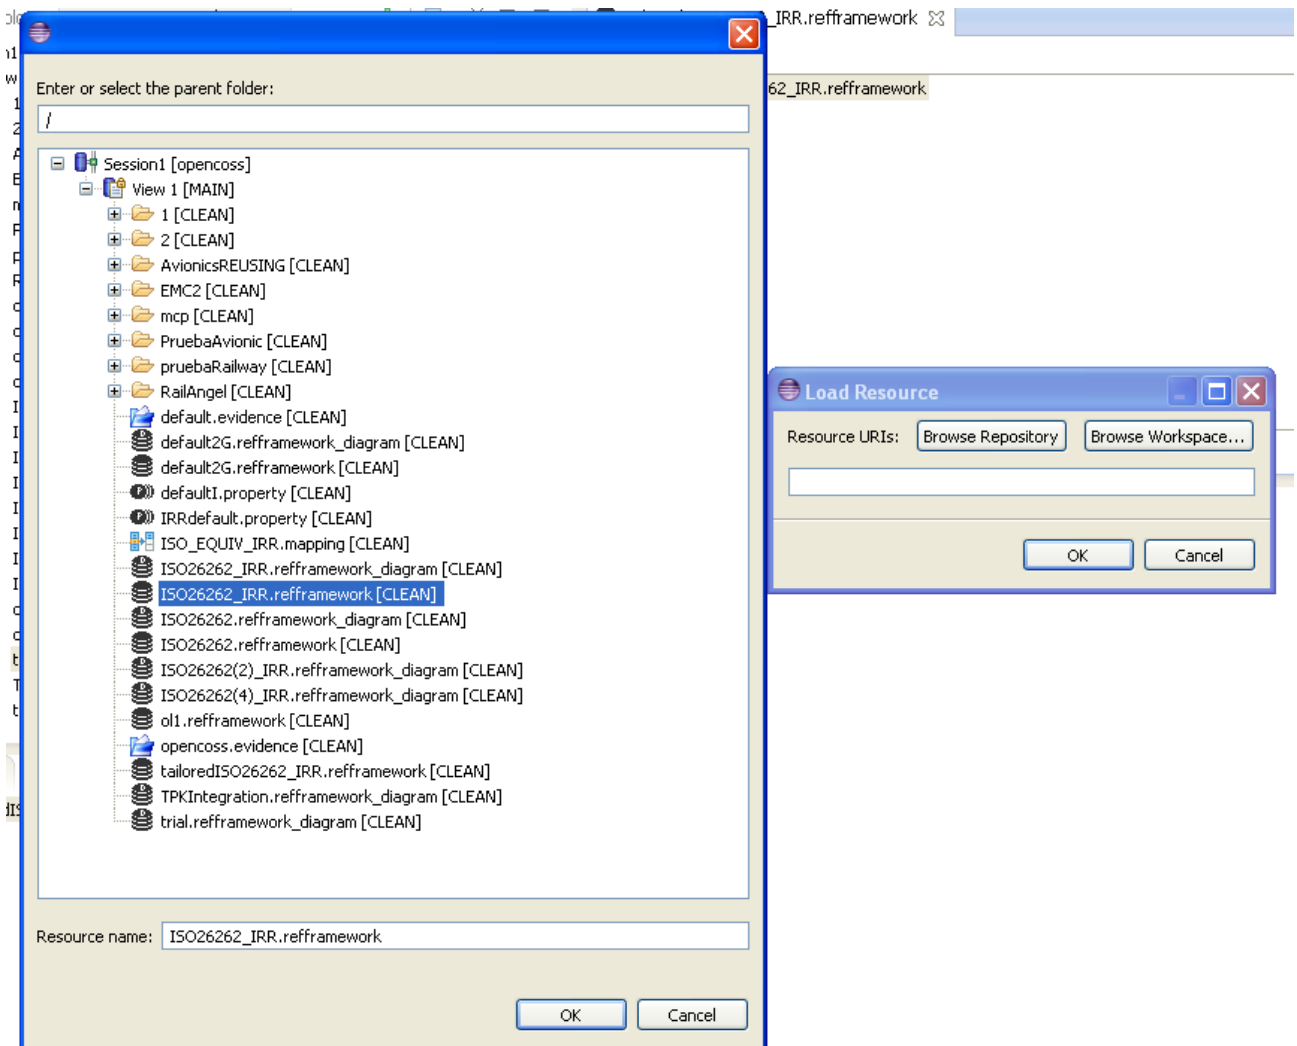 _IRR.refframework
Enter or select the parent folder:
62_IRR.refframework
/
Session1 [opencoss]
View 1 [MAIN]
1 [CLEAN]
2 [CLEAN]
AvionicsREUSING [CLEAN]
EMC2 [CLEAN]
mcp [CLEAN]
PruebaAvionic [CLEAN]
pruebaRailway [CLEAN]
RailAngel [CLEAN]
default.evidence [CLEAN]
default2G.refframework_diagram [CLEAN]
default2G.refframework [CLEAN]
defaultI.property [CLEAN]
IRRdefault.property [CLEAN]
ISO_EQUIV_IRR.mapping [CLEAN]
ISO26262_IRR.refframework_diagram [CLEAN]
ISO26262_IRR.refframework [CLEAN]
ISO26262.refframework_diagram [CLEAN]
ISO26262.refframework [CLEAN]
ISO26262(2)_IRR.refframework_diagram [CLEAN]
ISO26262(4)_IRR.refframework_diagram [CLEAN]
ol1.refframework [CLEAN]
opencoss.evidence [CLEAN]
tailoredISO26262_IRR.refframework [CLEAN]
TPKIntegration.refframework_diagram [CLEAN]
trial.refframework_diagram [CLEAN]
Resource name: ISO26262_IRR.refframework
OK Cancel
Load Resource
Resource URIs: Browse Repository Browse Workspace...
OK Cancel